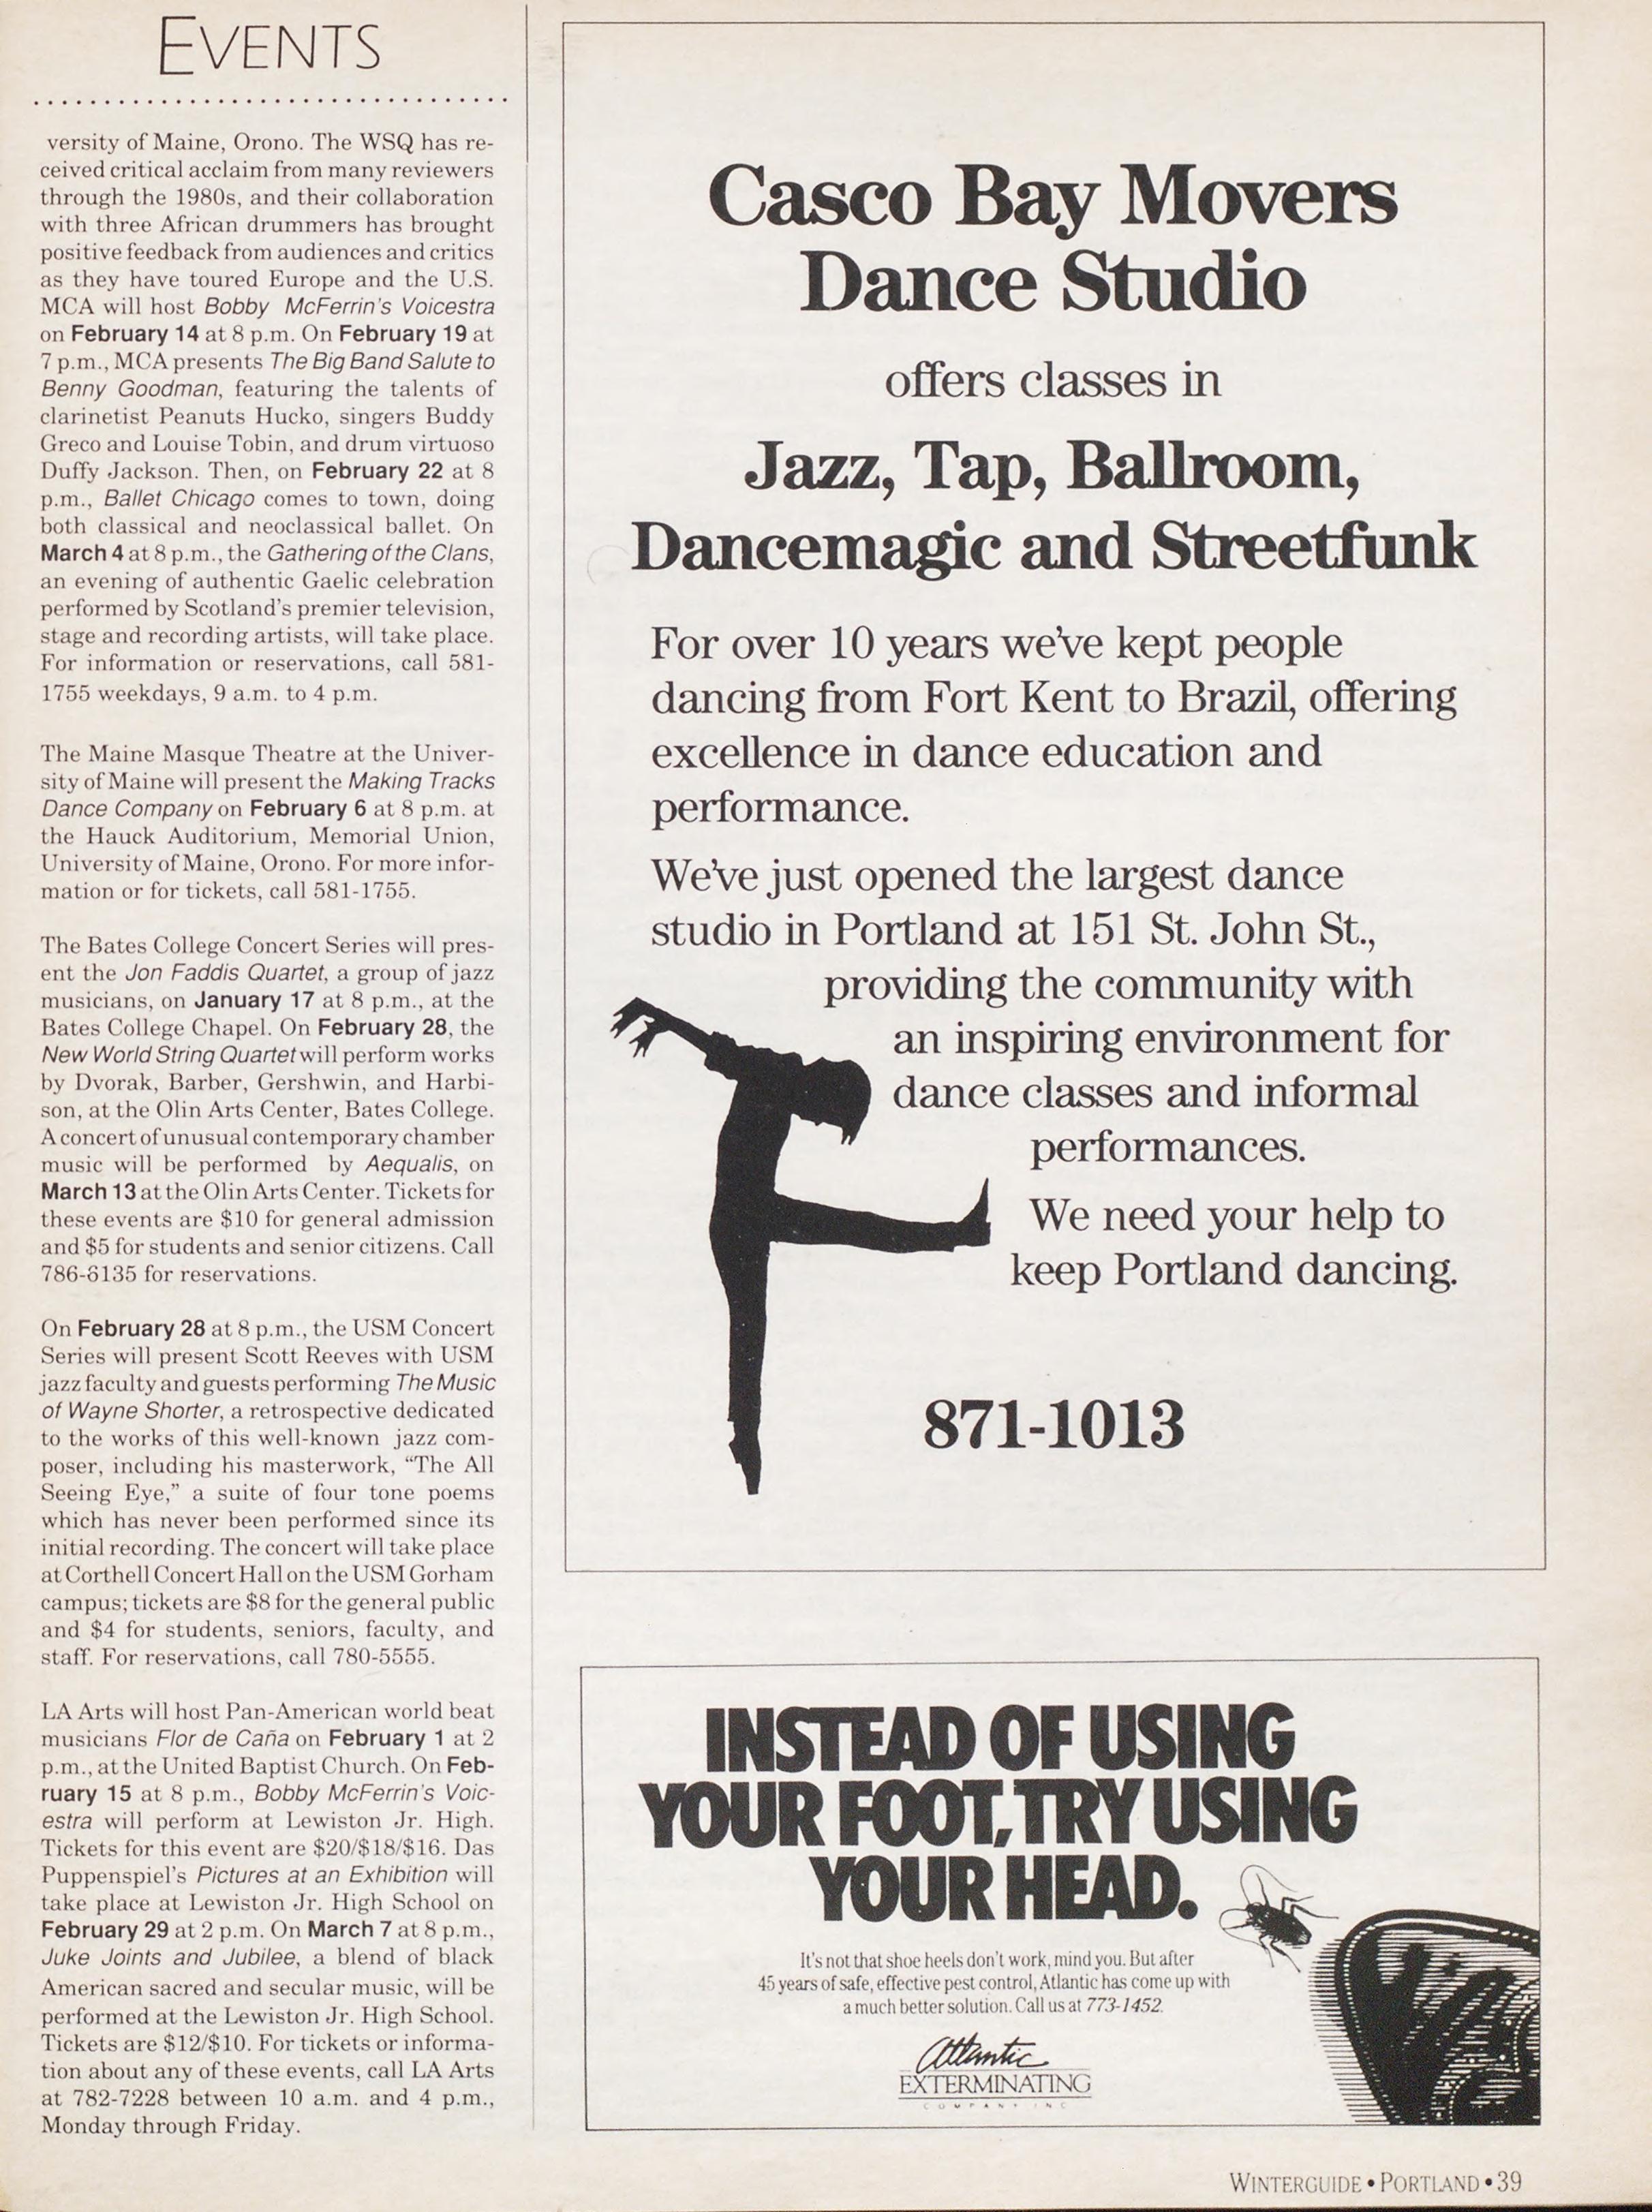 EVENTS
versity of Maine, Orono. The WSQ has re-
ceived critical acclaim from many reviewers
through the 1980s, and their collaboration
with three African drummers has brought
positive feedback from audiences and critics
as they have toured Europe and the U.S.
MCA will host Bobby McFerrin's Voicestra
on February 14 at 8 p.m. On February 19 at
7 p.m., MCA presents The Big Band Salute to
Benny Goodman, featuring the talents of
clarinetist Peanuts Hucko, singers Buddy
Greco and Louise Tobin, and drum virtuoso
Duffy Jackson. Then, on February 22 at 8
p.m., Ballet Chicago comes to town, doing
both classical and neoclassical ballet. On
March 4 at 8 p.m., the Gathering of the Clans,
an evening of authentic Gaelic celebration
performed by Scotland's premier television,
stage and recording artists, will take place.
For information or reservations, call 581-
1755 weekdays, 9 a.m. to 4 p.m.
The Maine Masque Theatre at the Univer-
sity of Maine will present the Making Tracks
Dance Company on February 6 at 8 p.m. at
the Hauck Auditorium, Memorial Union,
University of Maine, Orono. For more infor-
mation or for tickets, call 581-1755.
The Bates College Concert Series will pres-
ent the Jon Faddis Quartet, a group of jazz
musicians, on January 17 at 8 p.m., at the
Bates College Chapel. On February 28, the
New World String Quartet will perform works
by Dvorak, Barber, Gershwin, and Harbi-
son, at the Olin Arts Center, Bates College.
A concert of unusual contemporary chamber
music will be performed by Aequalis, on
March 13 at the Olin Arts Center. Tickets for
these events are $10 for general admission
and $5 for students and senior citizens. Call
786-6135 for reservations.
On February 28 at 8 p.m., the USM Concert
Series will present Scott Reeves with USM
jazz faculty and guests performing The Music
of Wayne Shorter, a retrospective dedicated
to the works of this well-known jazz com-
poser, including his masterwork, “The All
Seeing Eye,” a suite of four tone poems
which has never been performed since its
initial recording. The concert will take place
at Corthell Concert Hall on the USM Gorham
campus; tickets are $8 for the general public
and $4 for students, seniors, faculty, and
staff. For reservations, call 780-5555.
LA Arts will host Pan-American world beat
musicians Flor de Caña on February 1 at 2
p.m., at the United Baptist Church. On Feb-
ruary 15 at 8 p.m., Bobby McFerrin's Voic-
estra will perform at Lewiston Jr. High.
Tickets for this event are $20/$18/$16. Das
Puppenspiel's Pictures at an Exhibition will
take place at Lewiston Jr. High School on
February 29 at 2 p.m. On March 7 at 8 p.m.,
Juke Joints and Jubilee, a blend of black
American sacred and secular music, will be
performed at the Lewiston Jr. High School.
Tickets are $12/$10. For tickets or informa-
tion about any of these events, call LA Arts
at 782-7228 between 10 a.m. and 4 p.m.,
Monday through Friday.
Casco Bay Movers
Dance Studio
offers classes in
Jazz, Tap, Ballroom,
Dancemagic and Streetfunk
For over 10 years we've kept people
dancing from Fort Kent to Brazil, offering
excellence in dance education and
performance.
We've just opened the largest dance
studio in Portland at 151 St. John St.,
providing the community with
an inspiring environment for
dance classes and informal
performances.
We need your help to
keep Portland dancing.
871-1013
INSTEAD OF USING
YOUR FOOT, TRY USING
YOUR HEAD.
It's not that shoe heels don't work, mind you. But after
45 years of safe, effective pest control, Atlantic has come up with
a much better solution. Call us at 773-1452.
Atlantic
EXTERMINATING
COMPANY INC
WINTERGUIDE • PORTLAND • 39